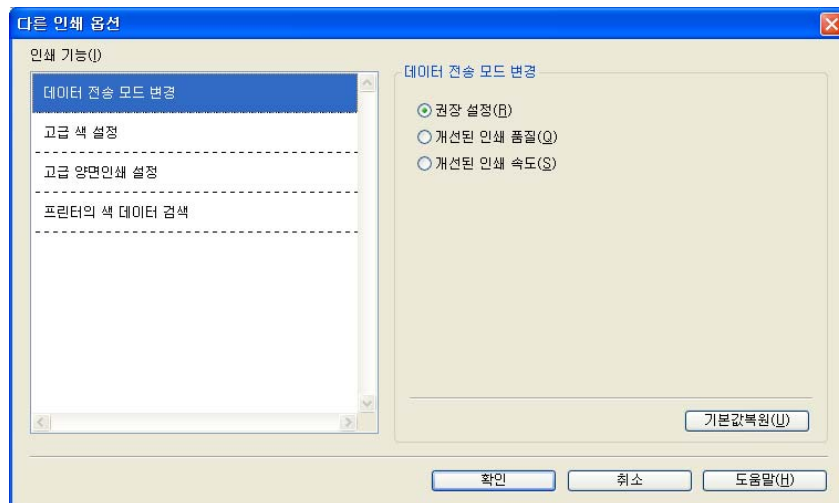 다른 인쇄 옵션
인쇄 기능(I)
데이터 전송 모드 변경
고급 색 설정
고급 양면인쇄 설정
프린터의 색 데이터 검색
데이터 전송 모드 변경
권장 설정(R)
개선된 인쇄 품질(Q)
개선된 인쇄 속도(S)
기본값복원(U)
확인
취소
도움말(H)